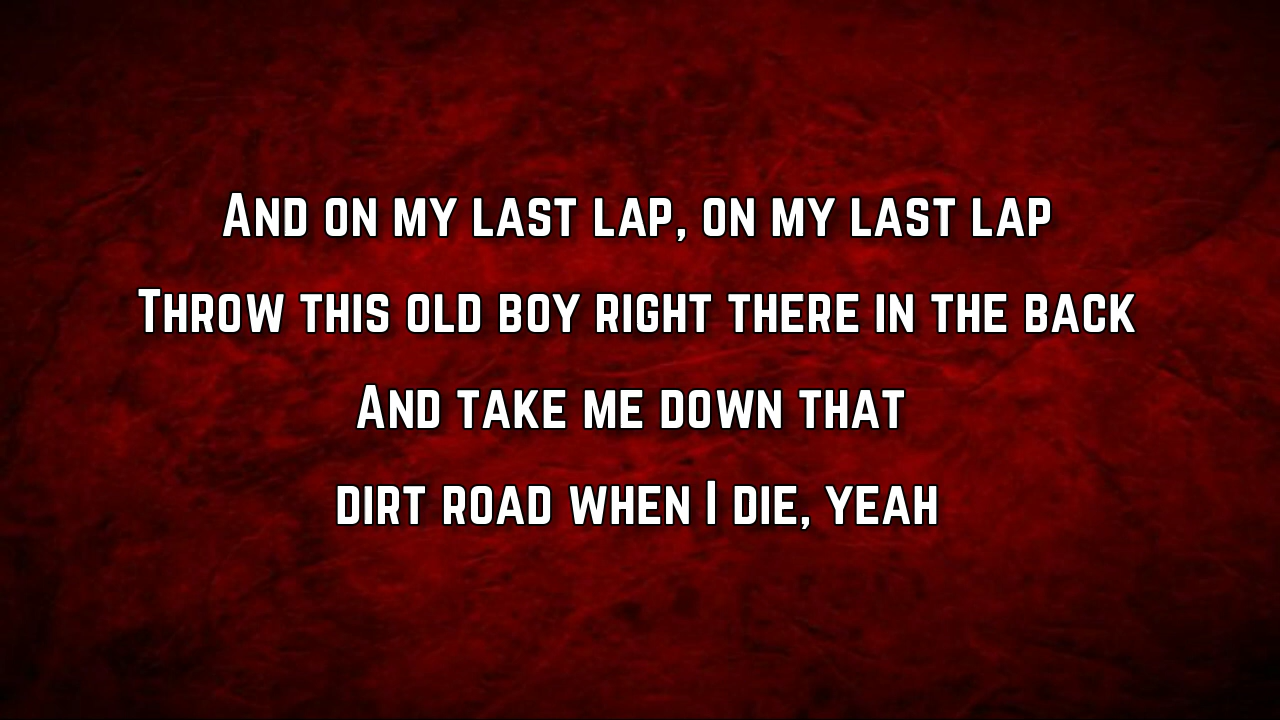 And on my last lap, on my last lap
Throw this old boy right there in the back
And take me down that
dirt road when I die, yeah